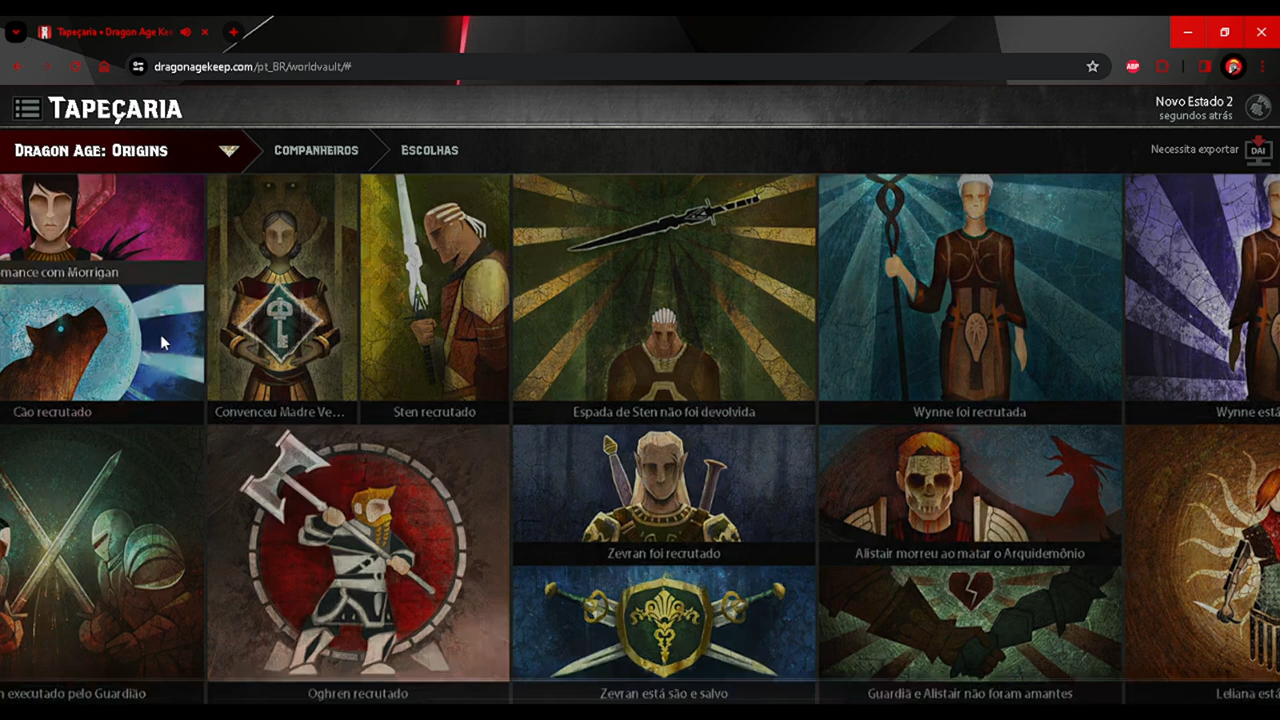 Tapeçaria • Dragon Age Kee
dragonagekeep.com/pt_BR/worldvault/#
ABP
TAPEÇARIA
Novo Estado 2
segundos atrás
DRAGON AGE: ORIGINS
COMPANHEIROS
ESCOLHAS
Necessita exportar
DAI
mance com Morrigan
Cão recrutado
Convenceu Madre Ve...
Sten recrutado
Espada de Sten não foi devolvida
Wynne foi recrutada
Wynne está
Zevran foi recrutado
Alistair morreu ao matar o Arquidemônio
n executado pelo Guardião
Oghren recrutado
Zevran está são e salvo
Guardiã e Alistair não foram amantes
Leliana está